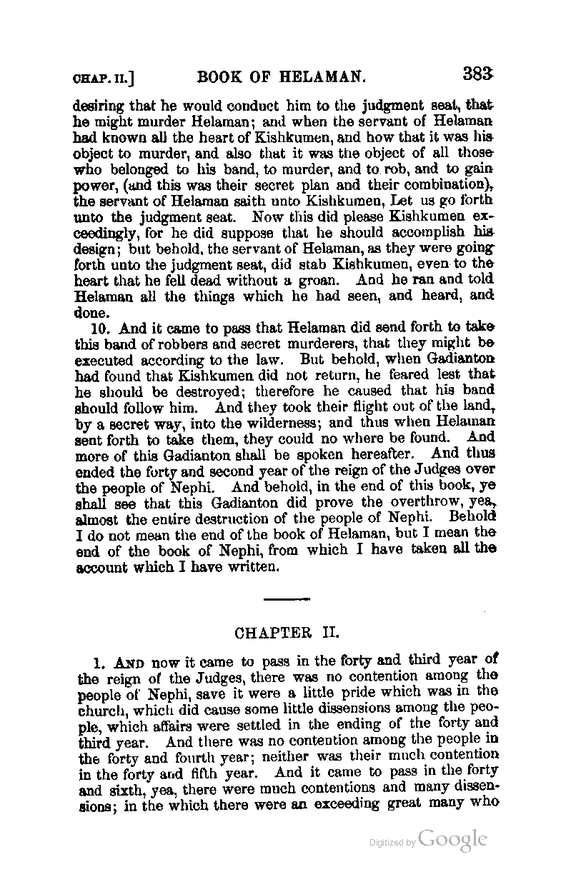 CHAP. II.] BOOK OF HELAMAN. 383
desiring that he would conduct him to the judgment seat, that
he might murder Helaman; and when the servant of Helaman
had known all the heart of Kishkumen, and how that it was his
object to murder, and also that it was the object of all those
who belonged to his band, to murder, and to rob, and to gain
power, (and this was their secret plan and their combination),
the servant of Helaman saith unto Kishkumen, Let us go forth
unto the judgment seat. Now this did please Kishkumen ex-
ceedingly, for he did suppose that he should accomplish his
design; but behold, the servant of Helaman, as they were going
forth unto the judgment seat, did stab Kishkumen, even to the
heart that he fell dead without a groan. And he ran and told
Helaman all the things which he had seen, and heard, and
done.
10. And it came to pass that Helaman did send forth to take
this band of robbers and secret murderers, that they might be
executed according to the law. But behold, when Gadianton
had found that Kishkumen did not return, he feared lest that
he should be destroyed; therefore he caused that his band
should follow him. And they took their flight out of the land,
by a secret way, into the wilderness; and thus when Helaman
sent forth to take them, they could no where be found. And
more of this Gadianton shall be spoken hereafter. And thus
ended the forty and second year of the reign of the Judges over
the people of Nephi. And behold, in the end of this book, ye
shall see that this Gadianton did prove the overthrow, yea,
almost the entire destruction of the people of Nephi. Behold
I do not mean the end of the book of Helaman, but I mean the
end of the book of Nephi, from which I have taken all the
account which I have written.
CHAPTER II.
1. AND now it came to pass in the forty and third year of
the reign of the Judges, there was no contention among the
people of Nephi, save it were a little pride which was in the
church, which did cause some little dissensions among the peo-
ple, which affairs were settled in the ending of the forty and
third year. And there was no contention among the people in
the forty and fourth year; neither was their much contention
in the forty and fifth year. And it came to pass in the forty
and sixth, yea, there were much contentions and many dissen-
sions; in the which there were an exceeding great many who
Digitized by Google